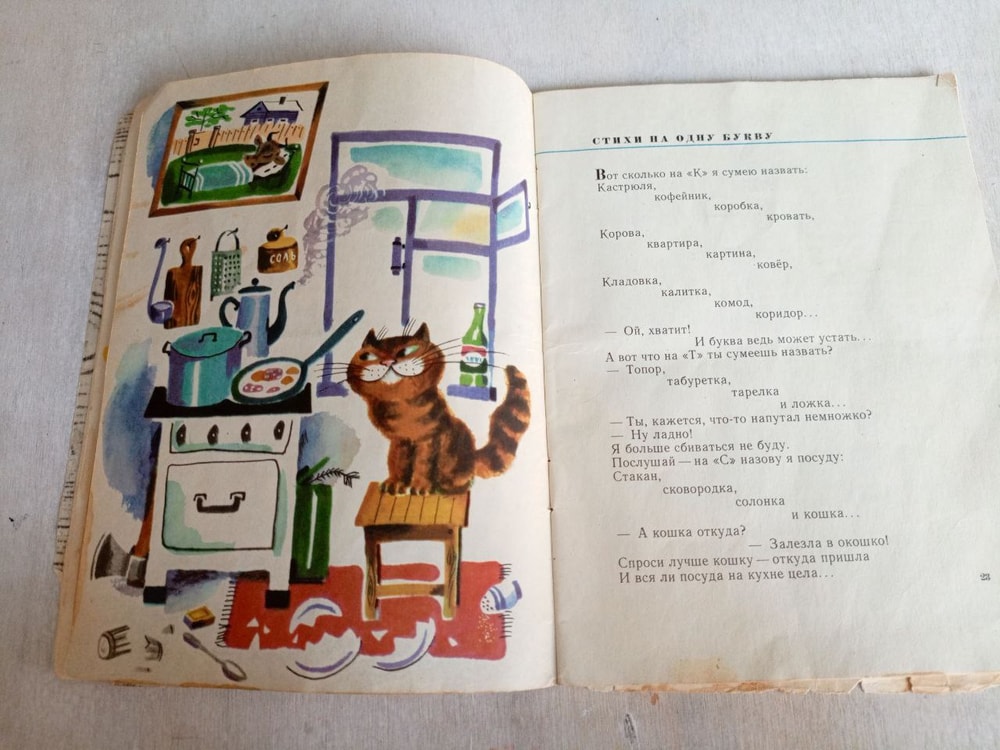 СОЛЬ
СТИХИ НА ОДНУ БУКВУ
Вот сколько на «К» я сумею назвать:
Кастрюля,
кофейник,
коробка,
кровать,
Корова,
квартира,
картина,
ковёр,
Кладовка,
калитка,
комод,
коридор...
— Ой, хватит!
И буква ведь может устать...
А вот что на «Т» ты сумеешь назвать?
— Топор,
табуретка,
тарелка
и ложка...
— Ты, кажется, что-то напутал немножко?
— Ну ладно!
Я больше сбиваться не буду.
Послушай — на «С» назову я посуду:
Стакан,
сковородка,
солонка
и кошка...
— А кошка откуда?
— Залезла в окошко!
Спроси лучше кошку — откуда пришла
И вся ли посуда на кухне цела...
23